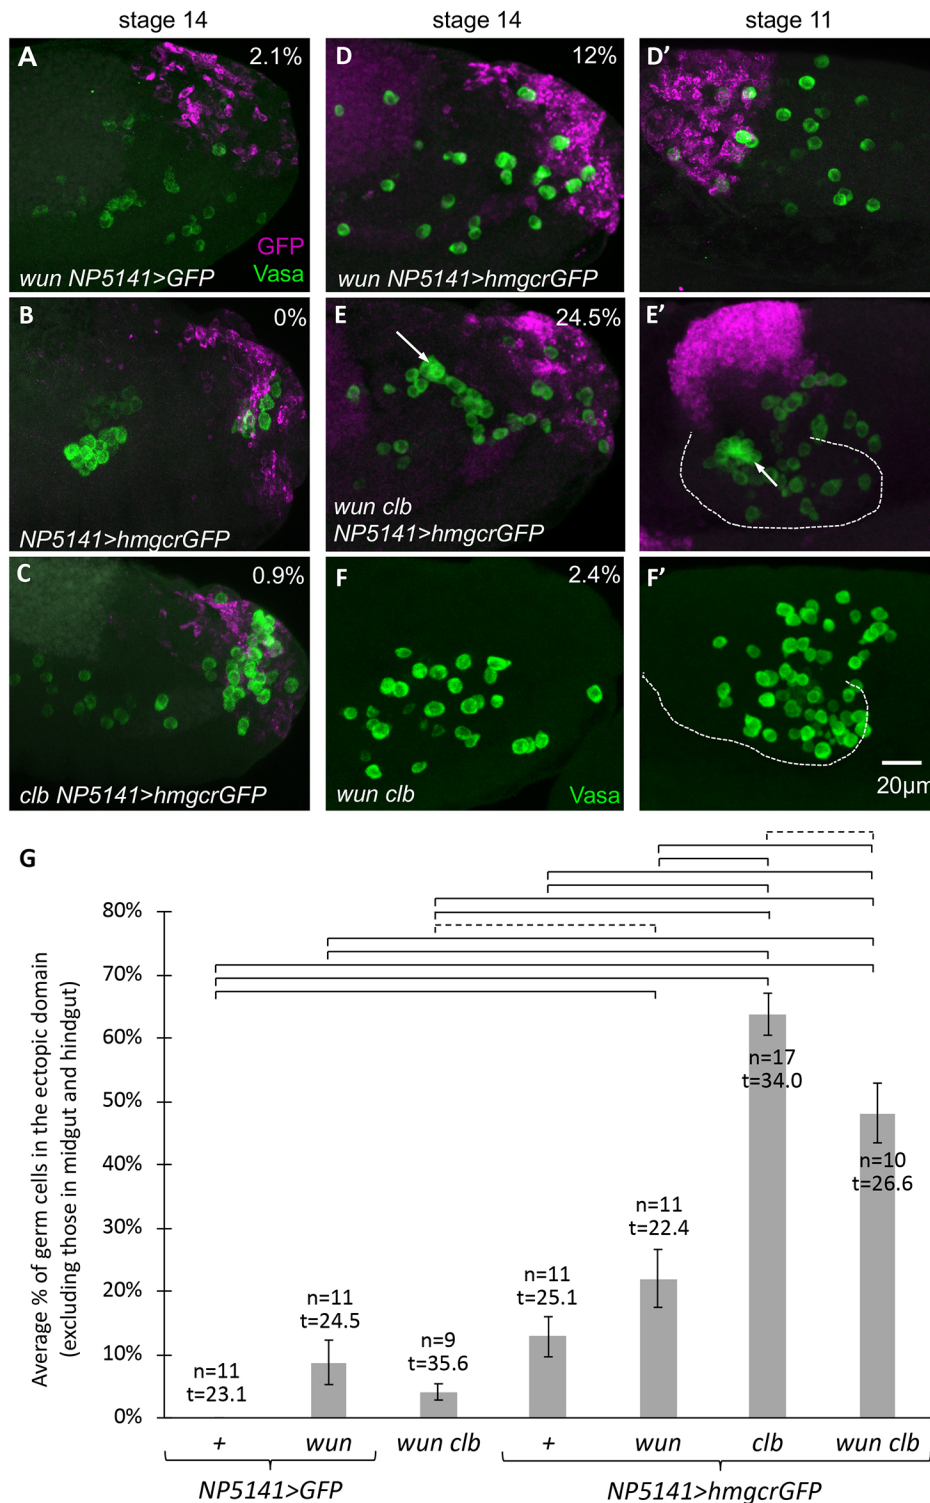 stage 14
stage 14
stage 11
A
2.1%
GFP
Vasa
wun NP5141>GFP
D
12%
wun NP5141>hmgcrGFP
D'
B
0%
NP5141>hmgcrGFP
E
24.5%
wun clb
NP5141>hmgcrGFP
E'
C
0.9%
clb NP5141>hmgcrGFP
F
2.4%
wun clb
Vasa
F'
20μm
G
Average % of germ cells in the ectopic domain
(excluding those in midgut and hindgut)
80%
70%
60%
50%
40%
30%
20%
10%
0%
n=11
t=23.1
n=11
t=24.5
n=9
t=35.6
n=11
t=25.1
n=11
t=22.4
n=17
t=34.0
n=10
t=26.6
+
wun
wun clb
+
wun
clb
wun clb
NP5141>GFP
NP5141>hmgcrGFP